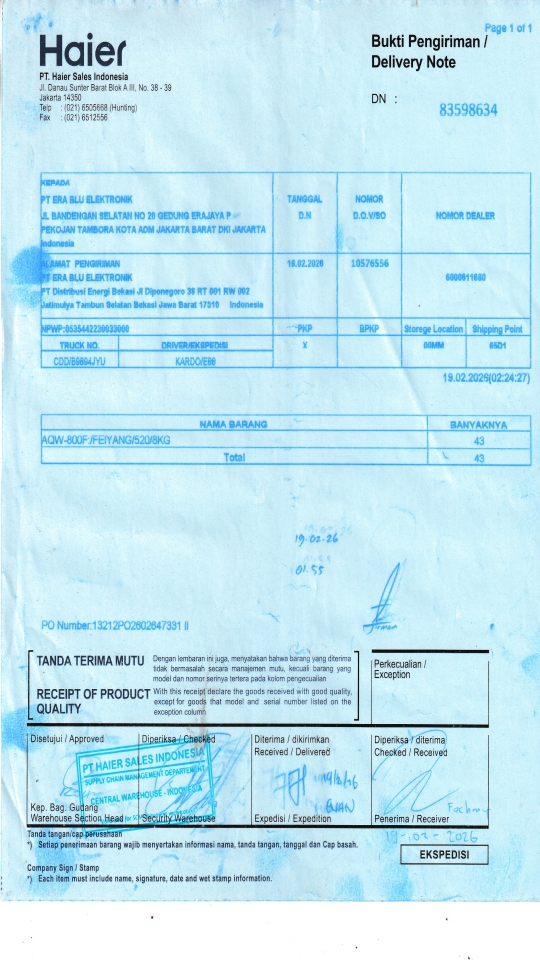 Page 1 of 1
Haier
Bukti Pengiriman /
Delivery Note
PT. Haier Sales Indonesia
Jl. Danau Sunter Barat Blok A III, No. 38 - 39
Jakarta 14350
Telp : (021) 6505668 (Hunting)
Fax : (021) 6512556
DN :
83598634
KEPADA
PT ERA BLU ELEKTRONIK
JL BANDENGAN SELATAN NO 20 GEDUNG ERAJAYA P
PEKOJAN TAMBORA KOTA ADM JAKARTA BARAT DKI JAKARTA
Indonesia
TANGGAL
D.N
NOMOR
D.O.V/SO
NOMOR DEALER
ALAMAT PENGIRIMAN
PT ERA BLU ELEKTRONIK
PT Distribusi Energi Bekasi Jl Diponegoro 38 RT 001 RW 002
Jatimulya Tambun Selatan Bekasi Jawa Barat 17510 Indonesia
18.02.2026
10576556
PKP
BPKP
Storege Location
Shipping Point
TRUCK NO.
DRIVER/EKSPEDISI
X
00MM
65D1
KARDO/E66
19.02.2026(02:24:27)
NAMA BARANG
BANYAKNYA
AQW-800F:/FEIYANG/520/8KG
43
Total
43
19.02.26
01.55
PO Number:13212PO2602647331 II
TANDA TERIMA MUTU
Dengan lembaran ini juga, menyatakan bahwa barang yang diterima
tidak bermasalah secara manajemen mutu, kecuali barang yang
model dan nomor serinya tertera pada kolom pengecualian
RECEIPT OF PRODUCT
QUALITY
With this receipt declare the goods received with good quality,
except for goods that model and serial number listed on the
exception column
Perkecualian /
Exception
Disetujui / Approved
Diperiksa / Checked
Diterima / dikirimkan
Received / Delivered
Diperiksa / diterima
Checked / Received
PT HAIER SALES INDONESIA
SUPPLY CHAIN MANAGEMENT DEPARTEMENT
CENTRAL WAREHOUSE - INDONESIA
Kep. Bag. Gudang
Warehouse Section Head
Security Warehouse
Expedisi / Expedition
Penerima / Receiver
19-02-2026
Tanda tangan/cap perusahaan
*) Setiap penerimaan barang wajib menyertakan informasi nama, tanda tangan, tanggal dan Cap basah.
EKSPEDISI
Company Sign / Stamp
*) Each item must include name, signature, date and wet stamp information.